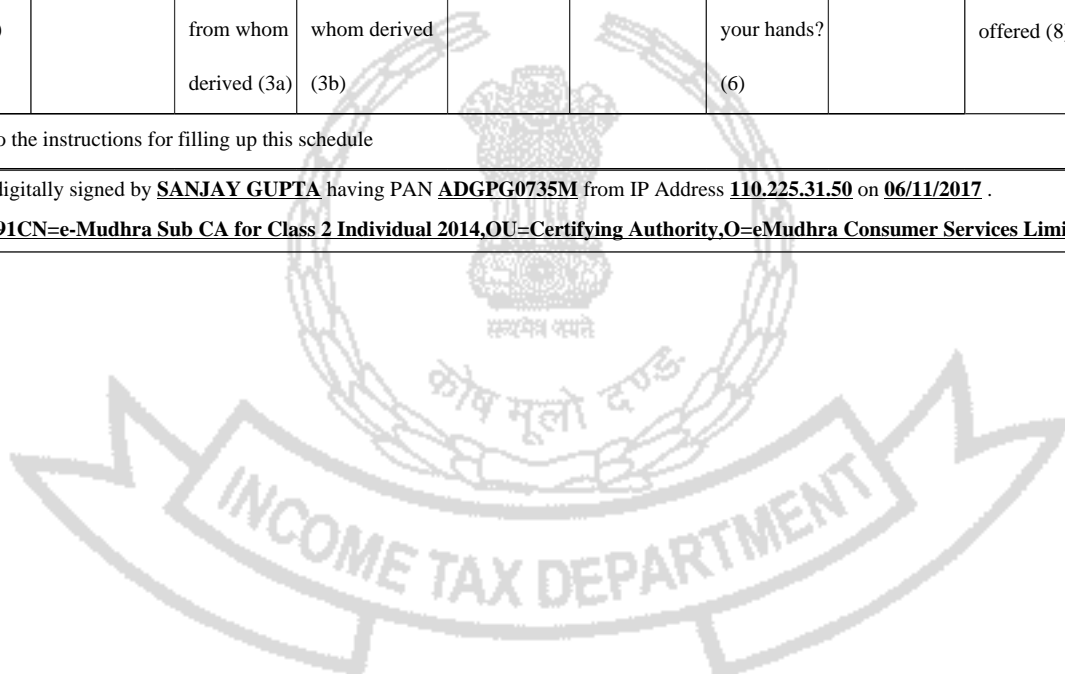 ) from whom whom derived your hands? offered (8)
derived (3a) (3b) (6)
o the instructions for filling up this schedule
digitally signed by SANJAY GUPTA having PAN ADGPG0735M from IP Address 110.225.31.50 on 06/11/2017 .
91CN=e-Mudhra Sub CA for Class 2 Individual 2014,OU=Certifying Authority,O=eMudhra Consumer Services Limi
सत्यमेव जयते
कोष मूलो दण्डः
INCOME TAX DEPARTMENT